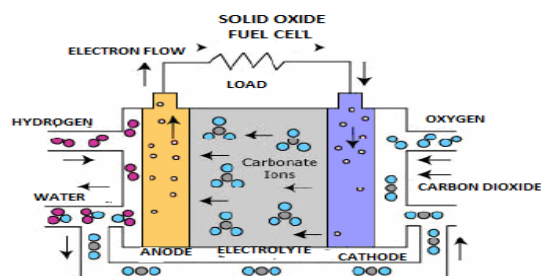 SOLID OXIDE
FUEL CELL
ELECTRON FLOW
LOAD
HYDROGEN
OXYGEN
Carbonate
Ions
CARBON DIOXIDE
WATER
ANODE
ELECTROLYTE
CATHODE